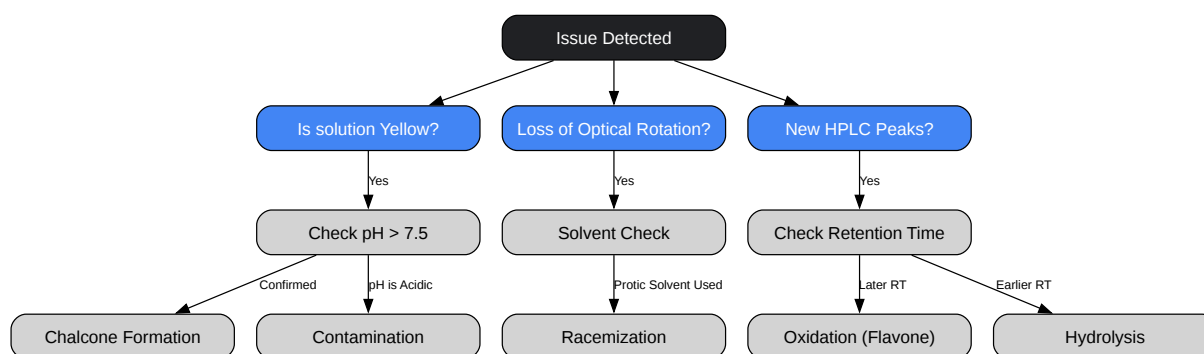 Issue Detected
Is solution Yellow?
Loss of Optical Rotation?
New HPLC Peaks?
Yes
Yes
Yes
Check pH > 7.5
Solvent Check
Check Retention Time
Confirmed
pH is Acidic
Protic Solvent Used
Later RT
Earlier RT
Chalcone Formation
Contamination
Racemization
Oxidation (Flavone)
Hydrolysis